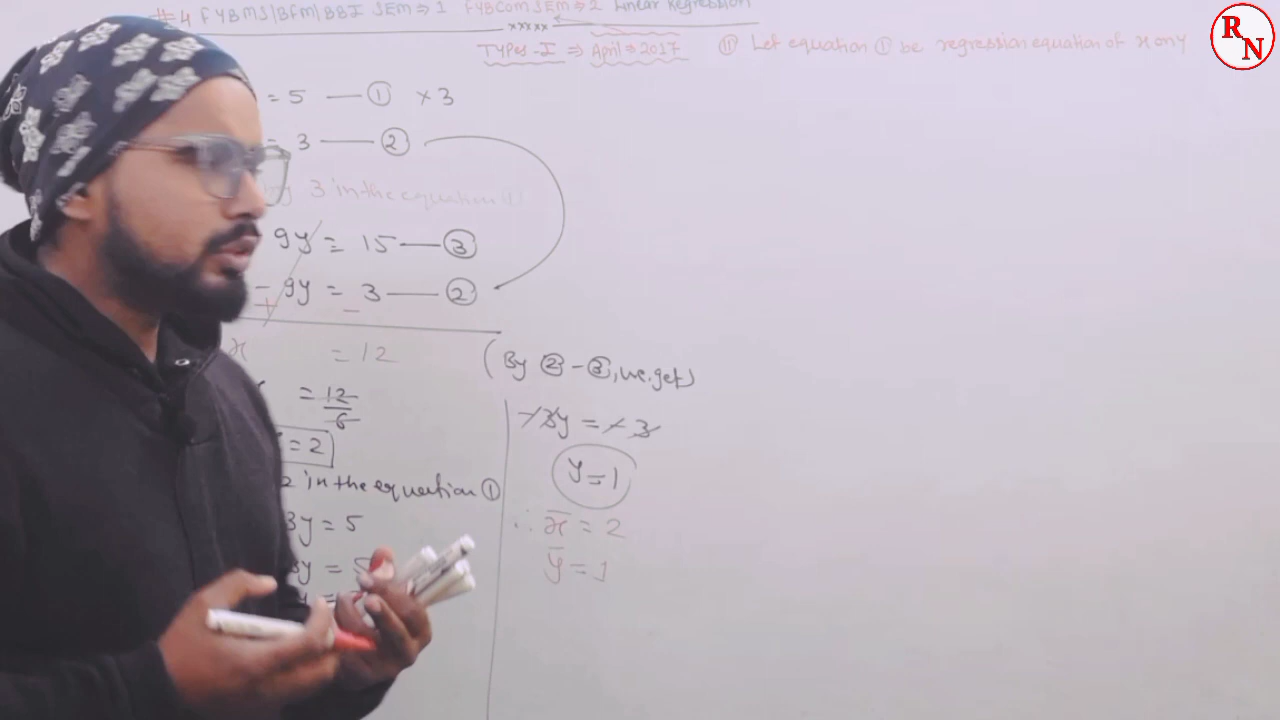 #4 FYBMS|BFM|BBI SEM⇒1 FYBCom SEM⇒2 Linear Regression
xxxxx
TYPES-I ⇒ April⇒2017
II) Let equation ① be regression equation of x on y
R
N
= 5 — ① ×3
= 3 — ②
3 in the equation
9y = 15 — ③
- 9y = 3 — ②
+ -
x = 12
(By ② - ③, we get)
= 12/6
= 2
2 in the equation ①
3y = 5
3y =
-3y = -3
y = 1
∴ x̄ = 2
ȳ = 1